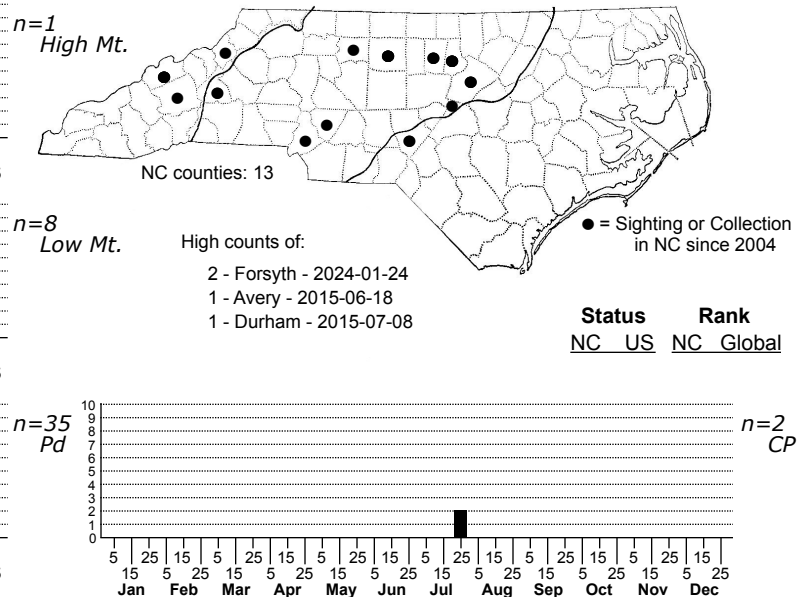 n=1
High Mt.
NC counties: 13
n=8
Low Mt.
High counts of:
2 - Forsyth - 2024-01-24
1 - Avery - 2015-06-18
1 - Durham - 2015-07-08
= Sighting or Collection
in NC since 2004
Status Rank
NC US NC Global
n=35
Pd
10
9
8
7
6
5
4
3
2
1
0
n=2
CP
5 25 15 5 25 15 5 25 15 5 25 15 5 25 15 5 25 15
15 5 25 15 5 25 15 5 25 15 5 25 15 5 25 15 5 25
Jan Feb Mar Apr May Jun Jul Aug Sep Oct Nov Dec